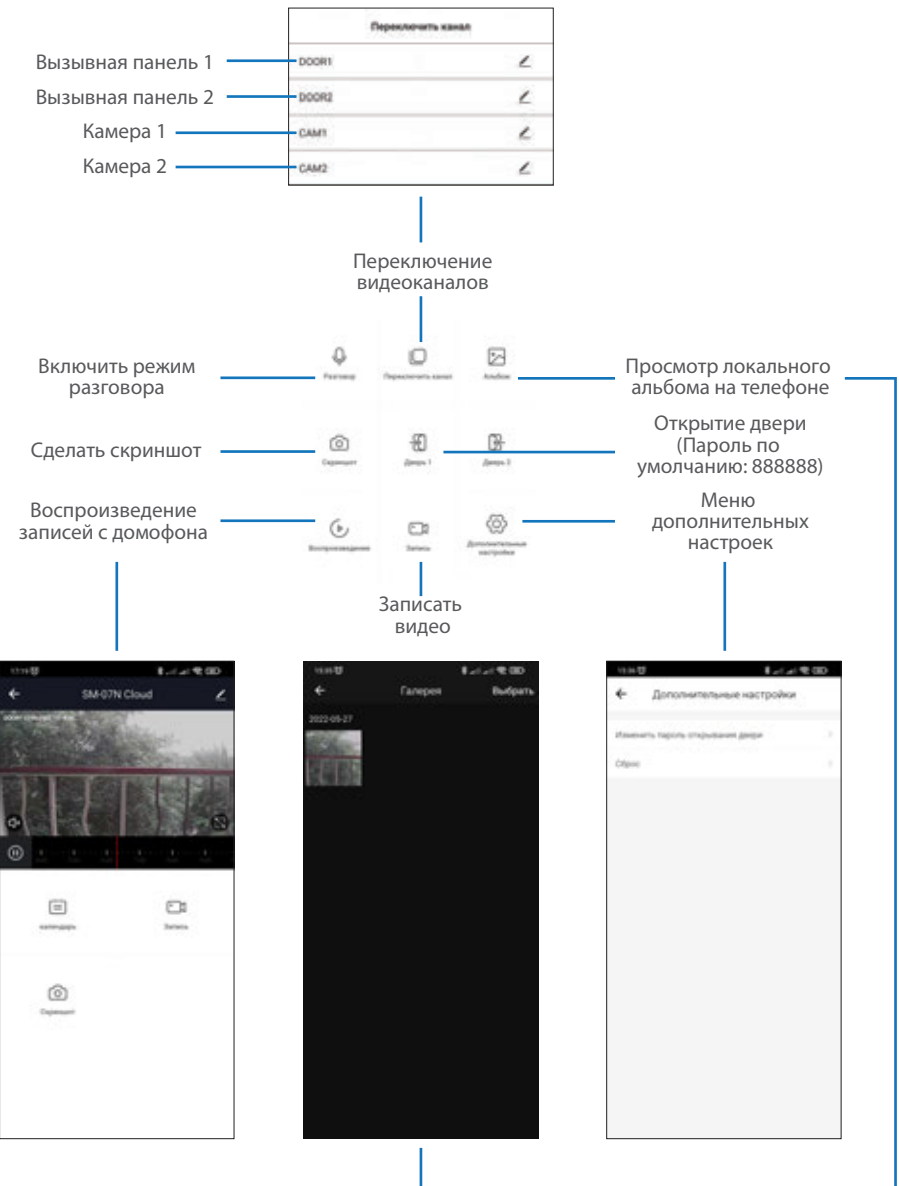 Переключить канал
Вызывная панель 1
DOOR1
Вызывная панель 2
DOOR2
Камера 1
CAM1
Камера 2
CAM2
Переключение
видеоканалов
Включить режим
разговора
Разговор
Переключить канал
Альбом
Просмотр локального
альбома на телефоне
Сделать скриншот
Скриншот
Дверь 1
Дверь 2
Открытие двери
(Пароль по
умолчанию: 888888)
Воспроизведение
записей с домофона
Воспроизведение
Запись
Дополнительные
настройки
Меню
дополнительных
настроек
Записать
видео
SM-07N Cloud
календарь
Запись
Скриншот
Галерея
Выбрать
2022-05-27
Дополнительные настройки
Изменить пароль открывания двери
Сброс